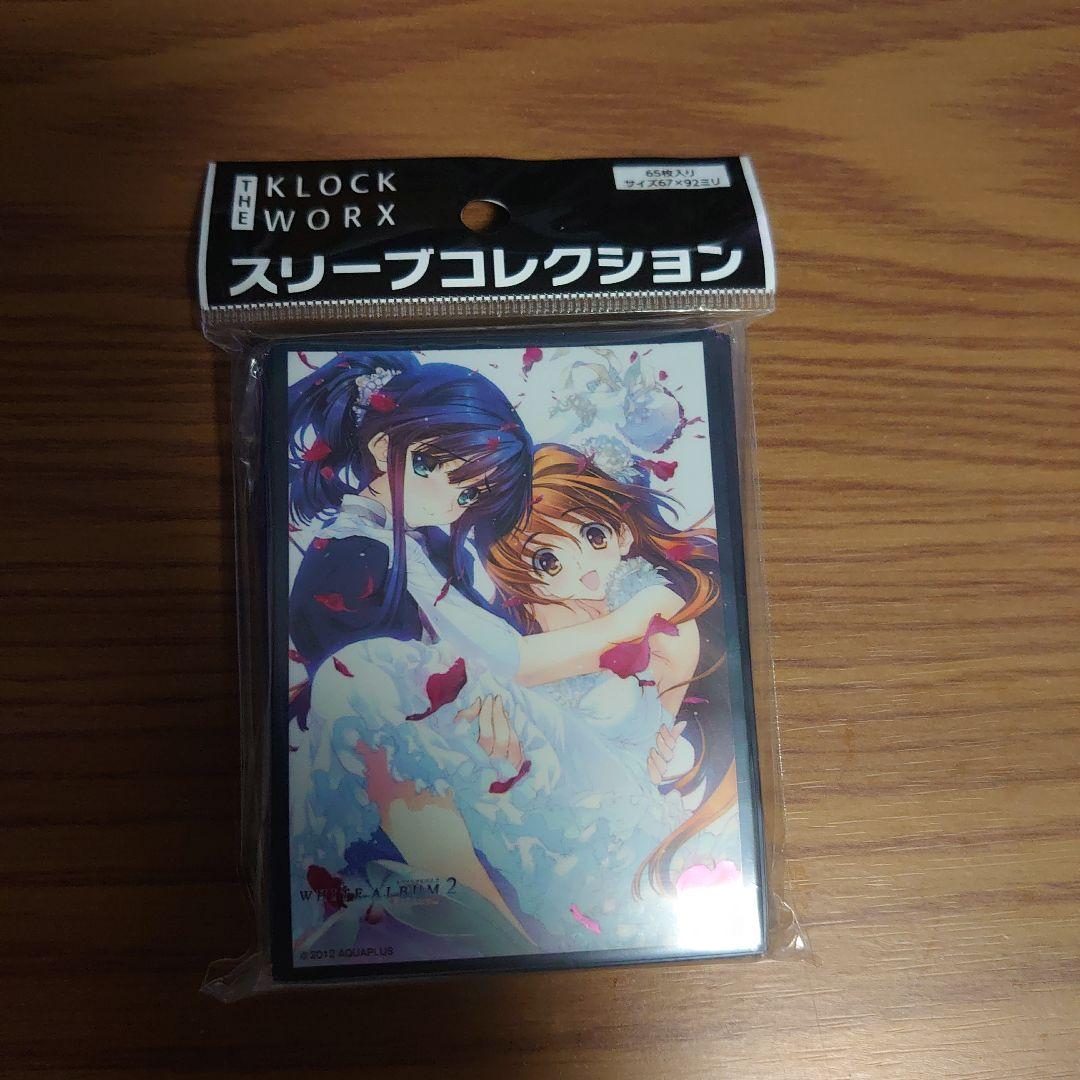 THE
KLOCK
WORX
65枚入り
サイズ67×92ミリ
スリーブコレクション
WHITE ALBUM 2
© 2012 AQUAPLUS